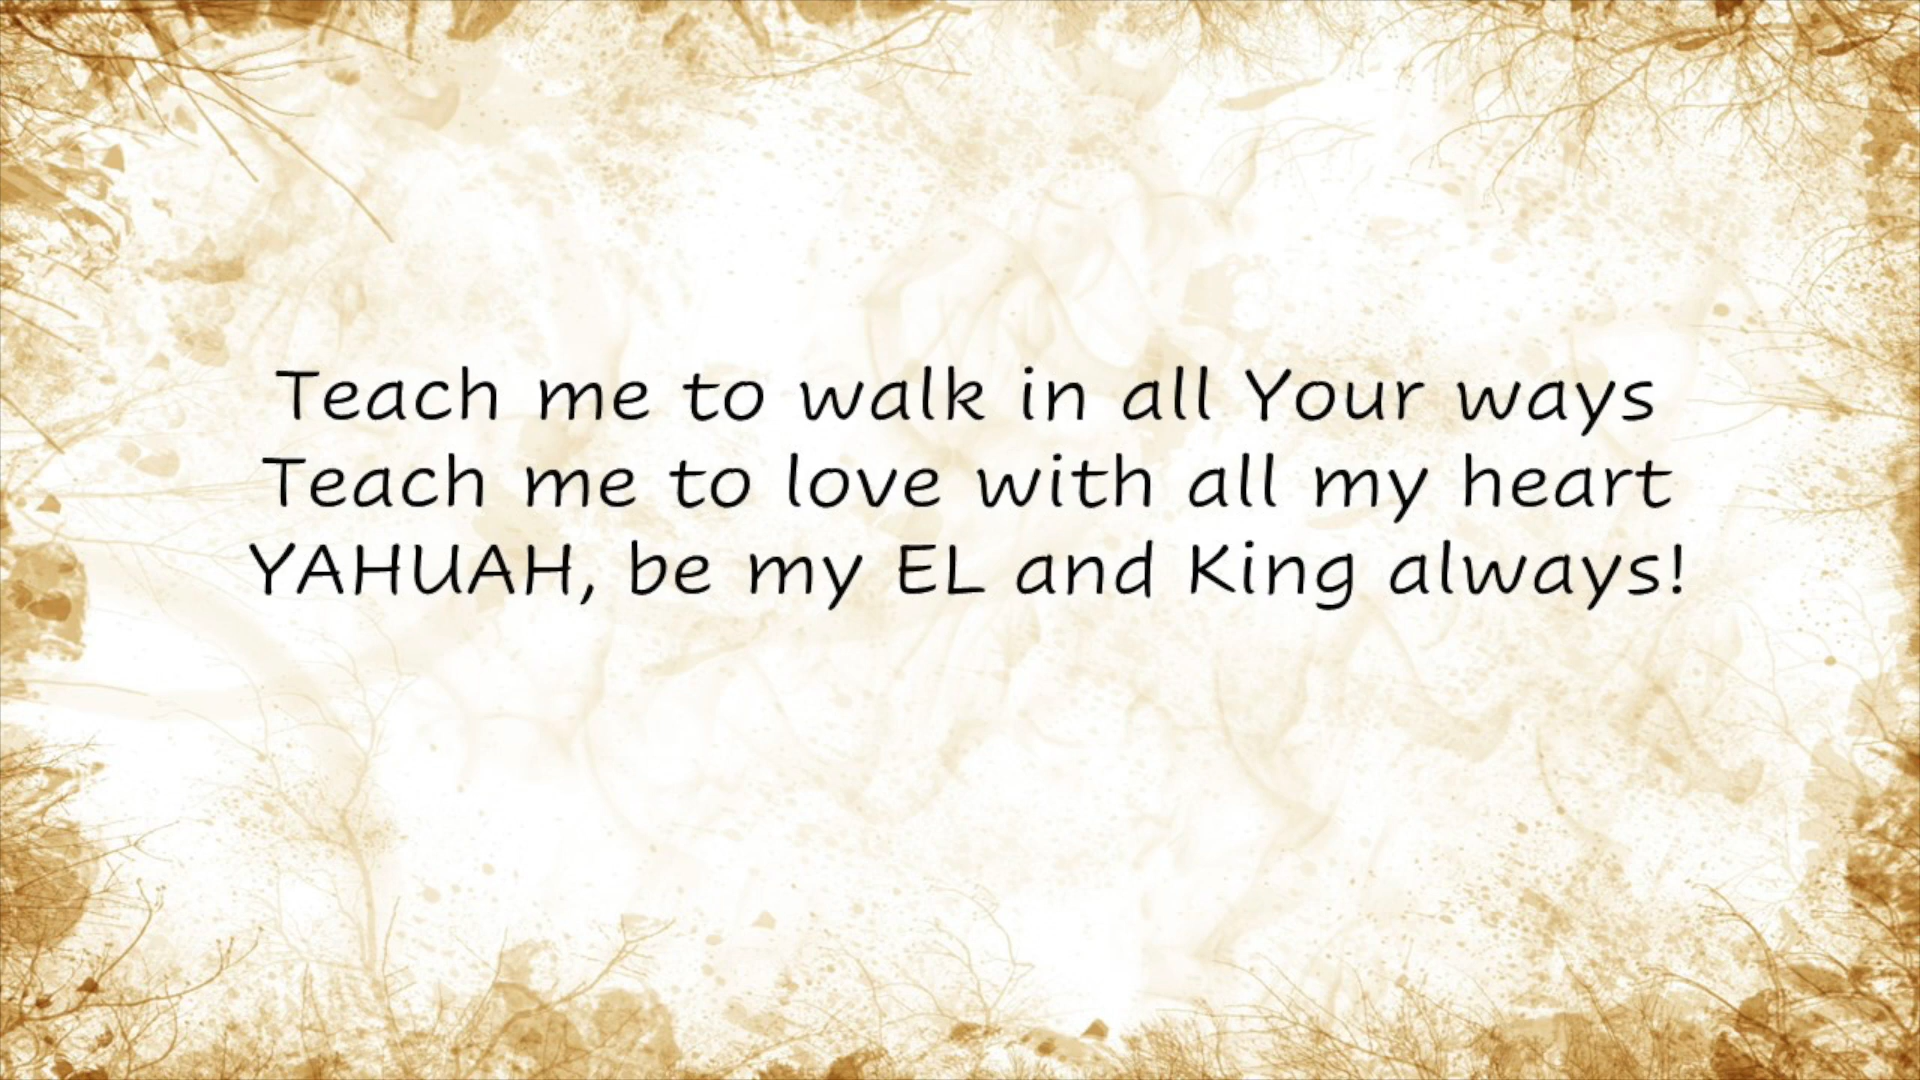 Teach me to walk in all Your ways
Teach me to love with all my heart
YAHUAH, be my EL and King always!